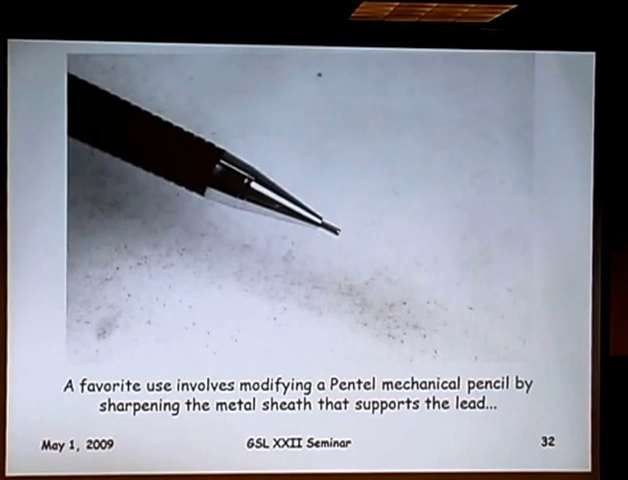 A favorite use involves modifying a Pentel mechanical pencil by
sharpening the metal sheath that supports the lead...
May 1, 2009 GSL XXII Seminar 32